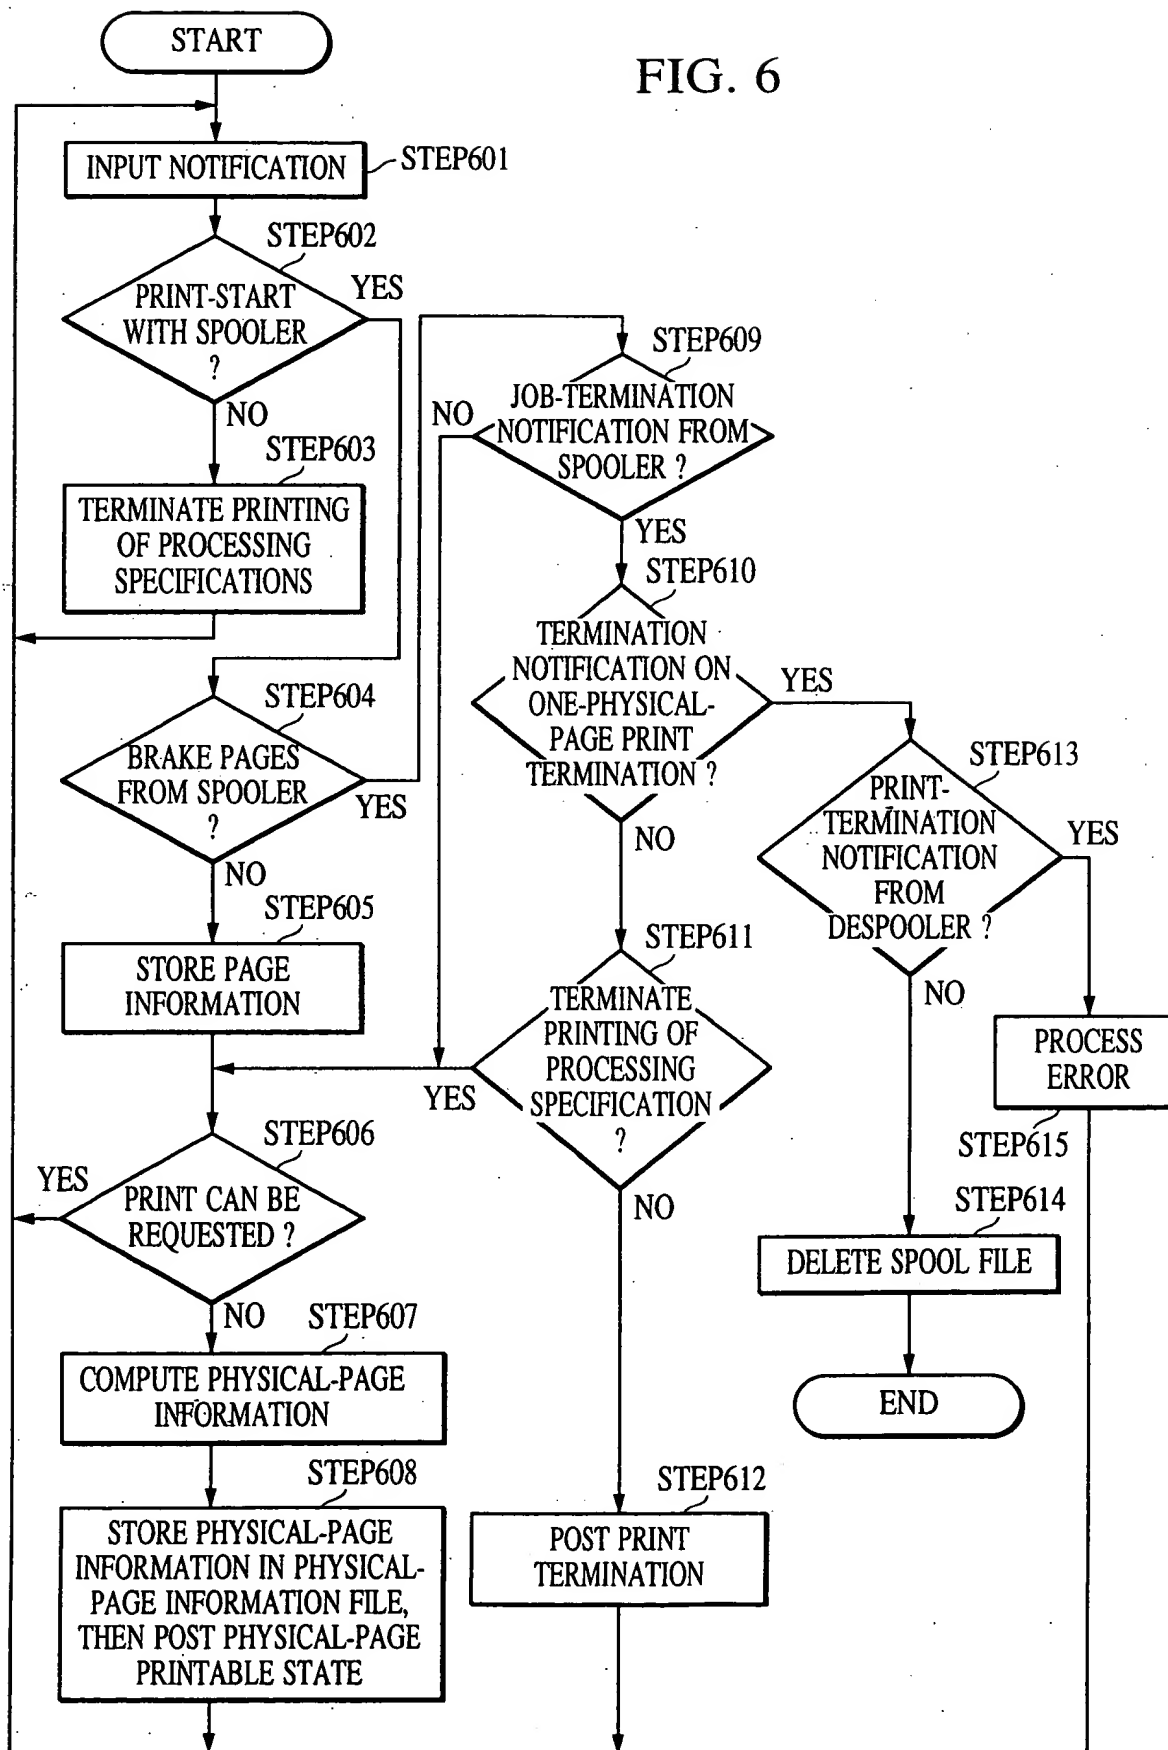 START
FIG. 6
INPUT NOTIFICATION
STEP601
STEP602
PRINT-START
WITH SPOOLER
?
YES
NO
STEP603
TERMINATE PRINTING
OF PROCESSING
SPECIFICATIONS
STEP604
BRAKE PAGES
FROM SPOOLER
?
YES
NO
STEP605
STORE PAGE
INFORMATION
STEP606
YES
PRINT CAN BE
REQUESTED ?
NO
STEP607
COMPUTE PHYSICAL-PAGE
INFORMATION
STEP608
STORE PHYSICAL-PAGE
INFORMATION IN PHYSICAL-
PAGE INFORMATION FILE,
THEN POST PHYSICAL-PAGE
PRINTABLE STATE
STEP609
JOB-TERMINATION
NOTIFICATION FROM
SPOOLER ?
NO
YES
STEP610
TERMINATION
NOTIFICATION ON
ONE-PHYSICAL-
PAGE PRINT
TERMINATION ?
YES
NO
STEP611
TERMINATE
PRINTING OF
PROCESSING
SPECIFICATION
?
YES
NO
STEP612
POST PRINT
TERMINATION
STEP613
PRINT-
TERMINATION
NOTIFICATION
FROM
DESPOOLER ?
YES
NO
PROCESS
ERROR
STEP615
STEP614
DELETE SPOOL FILE
END